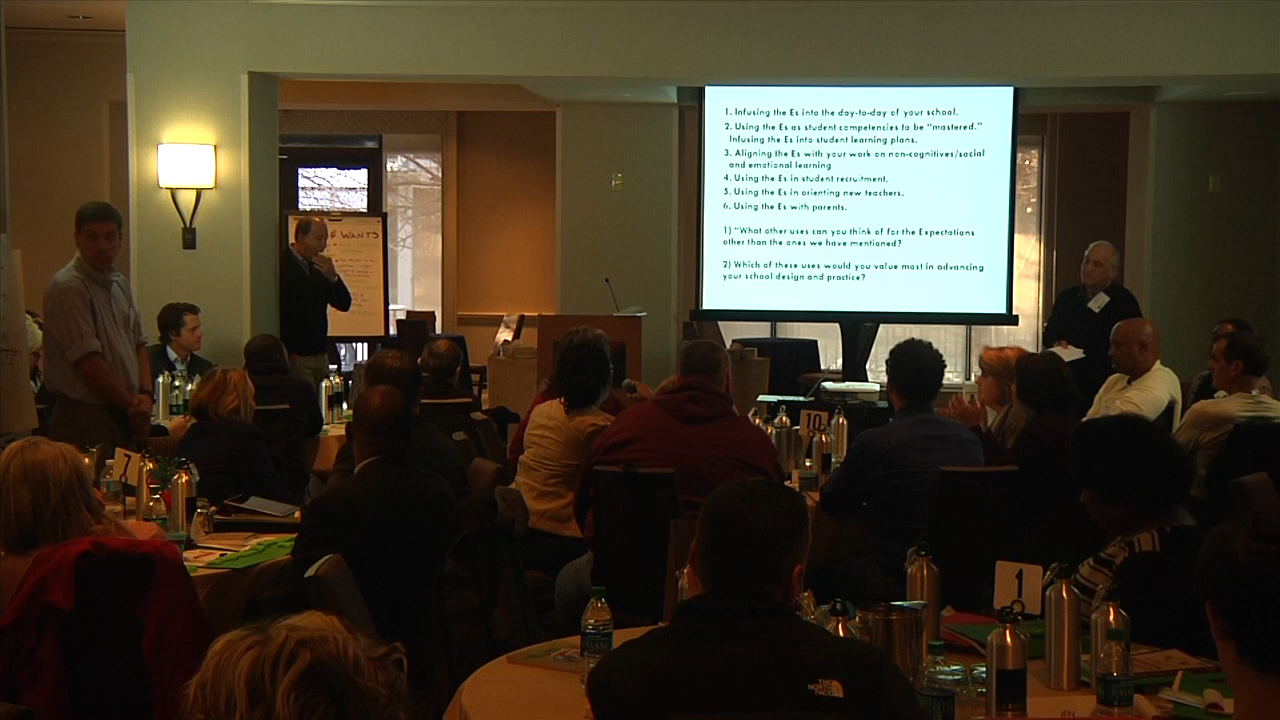 1. Infusing the Es into the day-to-day of your school.
2. Using the Es as student competencies to be “mastered.”
Infusing the Es into student learning plans.
3. Aligning the Es with your work on non-cognitives/social
and emotional learning
4. Using the Es in student recruitment.
5. Using the Es in orienting new teachers.
6. Using the Es with parents.
1) “What other uses can you think of for the Expectations
other than the ones we have mentioned?
2) Which of these uses would you value most in advancing
your school design and practice?
WANTS
10
7
1
THE
NORTH
FACE